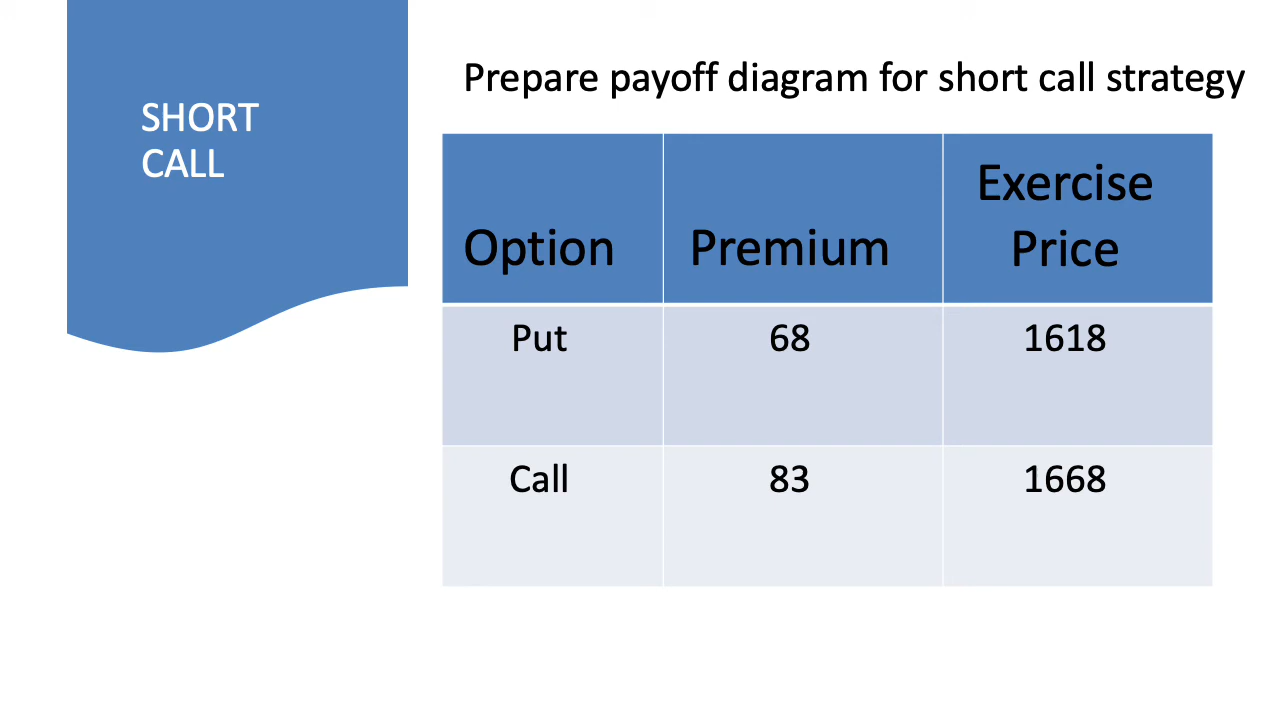 SHORT
CALL
Prepare payoff diagram for short call strategy
Option Premium Exercise Price
Put 68 1618
Call 83 1668